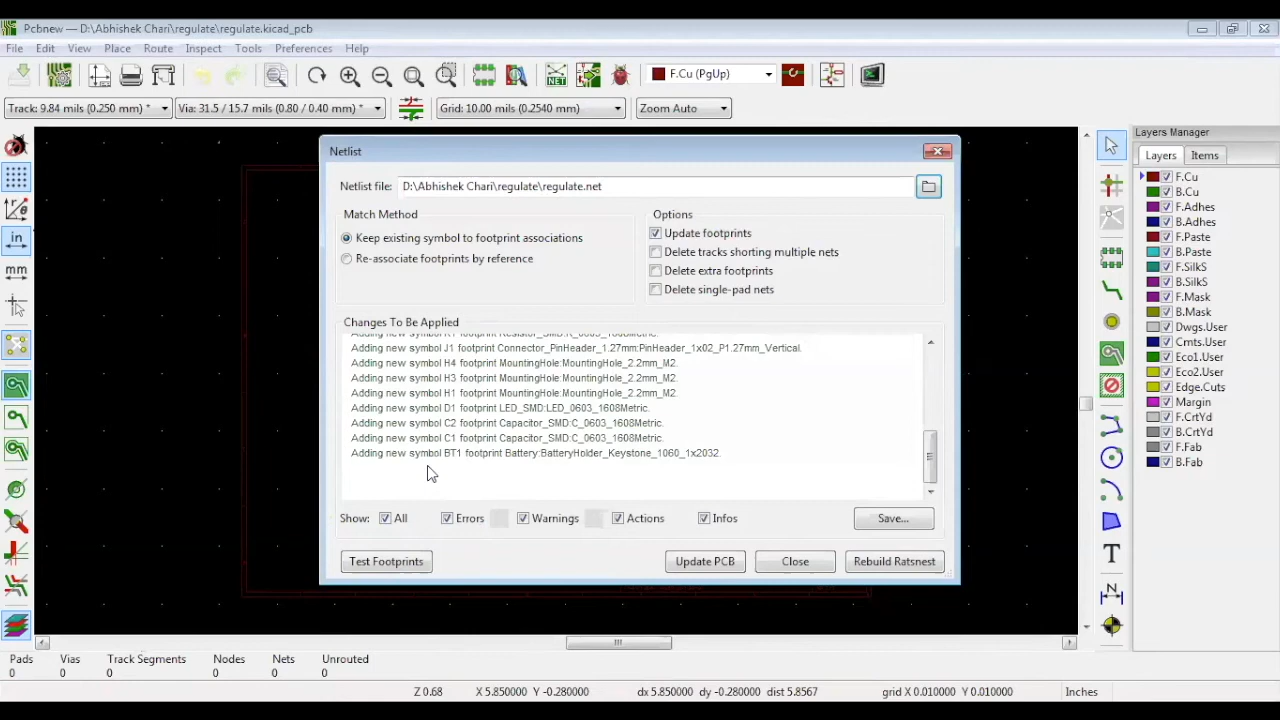 Pcbnew — D:\Abhishek Chari\regulate\regulate.kicad_pcb
File Edit View Place Route Inspect Tools Preferences Help
NET
F.Cu (PgUp)
Track: 9.84 mils (0.250 mm) *
Via: 31.5 / 15.7 mils (0.80 / 0.40 mm) *
Grid: 10.00 mils (0.2540 mm)
Zoom Auto
in
mm
Netlist
Netlist file: D:\Abhishek Chari\regulate\regulate.net
Match Method
Keep existing symbol to footprint associations
Re-associate footprints by reference
Options
Update footprints
Delete tracks shorting multiple nets
Delete extra footprints
Delete single-pad nets
Changes To Be Applied
Adding new symbol R1 footprint Resistor_SMD:R_0603_1608Metric.
Adding new symbol J1 footprint Connector_PinHeader_1.27mm:PinHeader_1x02_P1.27mm_Vertical.
Adding new symbol H4 footprint MountingHole:MountingHole_2.2mm_M2.
Adding new symbol H3 footprint MountingHole:MountingHole_2.2mm_M2.
Adding new symbol H1 footprint MountingHole:MountingHole_2.2mm_M2.
Adding new symbol D1 footprint LED_SMD:LED_0603_1608Metric.
Adding new symbol C2 footprint Capacitor_SMD:C_0603_1608Metric.
Adding new symbol C1 footprint Capacitor_SMD:C_0603_1608Metric.
Adding new symbol BT1 footprint Battery:BatteryHolder_Keystone_1060_1x2032.
Show: All Errors Warnings Actions Infos Save...
Test Footprints Update PCB Close Rebuild Ratsnest
Layers Manager
Layers Items
F.Cu
B.Cu
F.Adhes
B.Adhes
F.Paste
B.Paste
F.SilkS
B.SilkS
F.Mask
B.Mask
Dwgs.User
Cmts.User
Eco1.User
Eco2.User
Edge.Cuts
Margin
F.CrtYd
B.CrtYd
F.Fab
B.Fab
T
N
Pads Vias Track Segments Nodes Nets Unrouted
0 0 0 0 0 0
Z 0.68 X 5.850000 Y -0.280000 dx 5.850000 dy -0.280000 dist 5.8567 grid X 0.010000 Y 0.010000 Inches